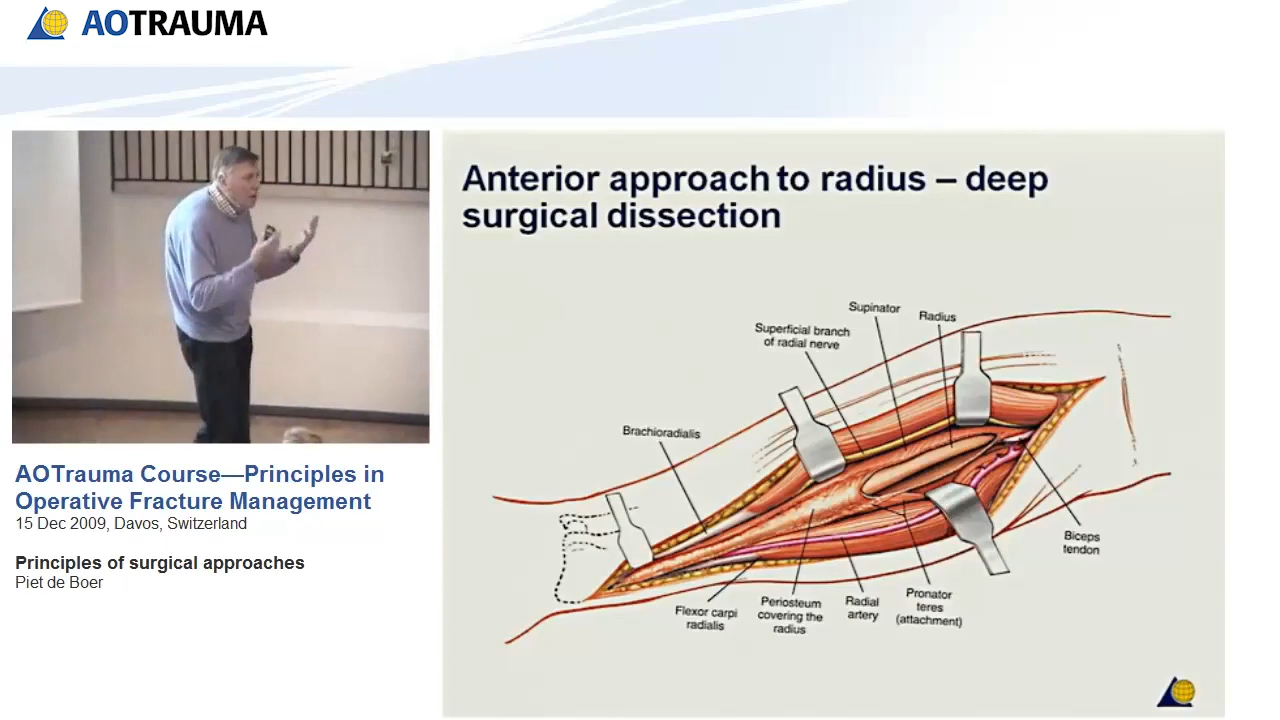 AOTRAUMA
Anterior approach to radius – deep
surgical dissection
Supinator
Radius
Superficial branch
of radial nerve
Brachioradialis
Biceps
tendon
Flexor carpi
radialis
Periosteum
covering the
radius
Radial
artery
Pronator
teres
(attachment)
AOTrauma Course—Principles in
Operative Fracture Management
15 Dec 2009, Davos, Switzerland
Principles of surgical approaches
Piet de Boer